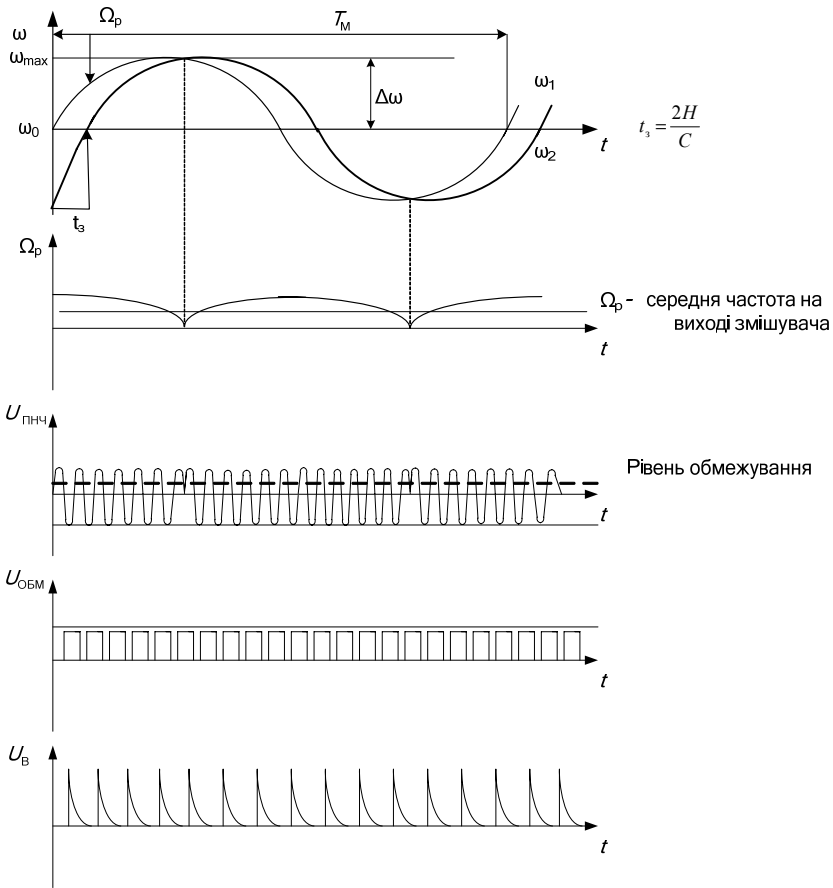 ω Ωр Tм
ωmax
Δω
ω1
ω0
t
ω2
tз = 2H/C
tз
Ωр
Ωр - середня частота на
виході змішувача
t
UПНЧ
Рівень обмежування
t
UОБМ
t
UВ
t